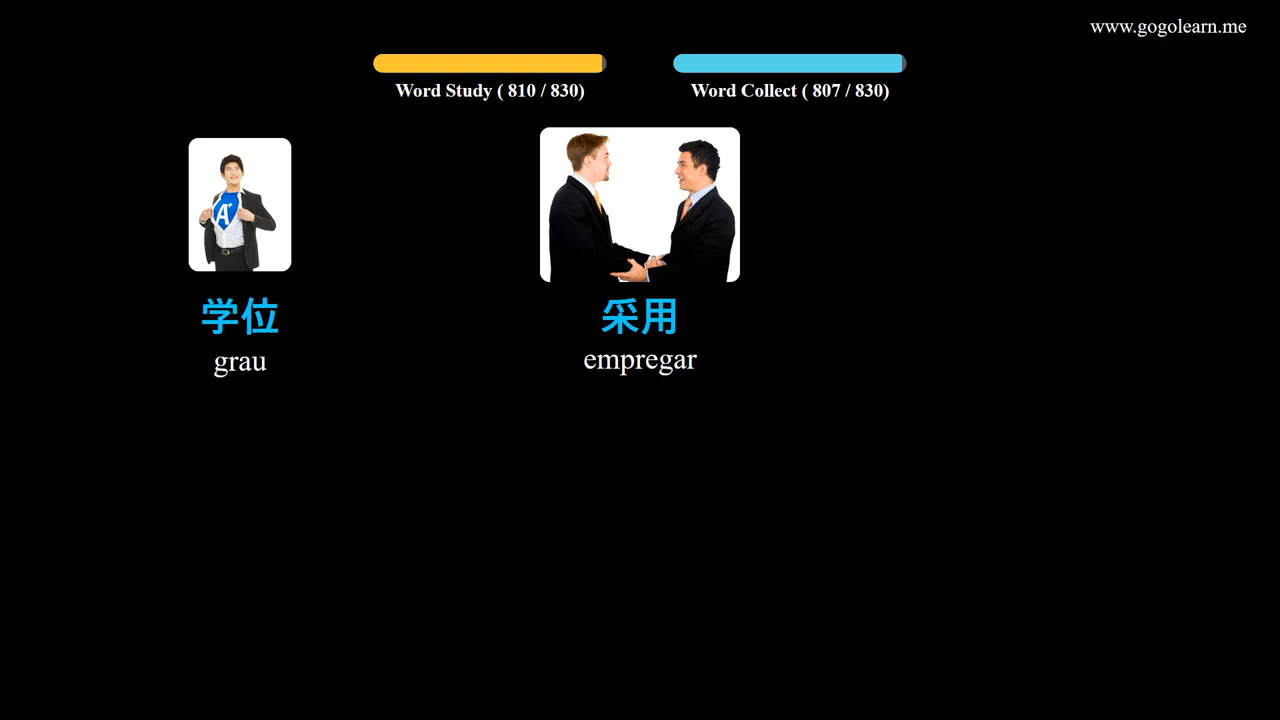 www.gogolearn.me
Word Study ( 810 / 830)
Word Collect ( 807 / 830)
A+
学位
grau
采用
empregar